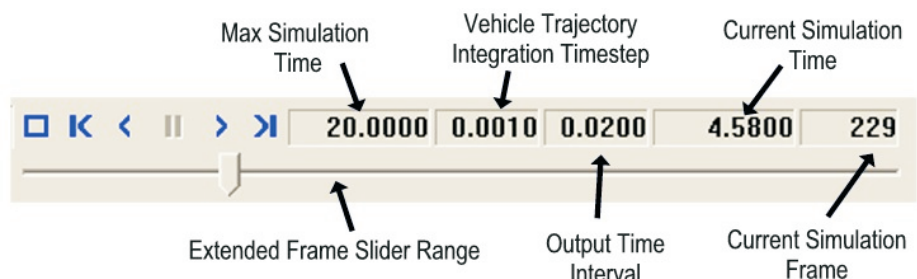 Max Simulation
Time
Vehicle Trajectory
Integration Timestep
Current Simulation
Time
20.0000 0.0010 0.0200 4.5800 229
Extended Frame Slider Range
Output Time
Interval
Current Simulation
Frame